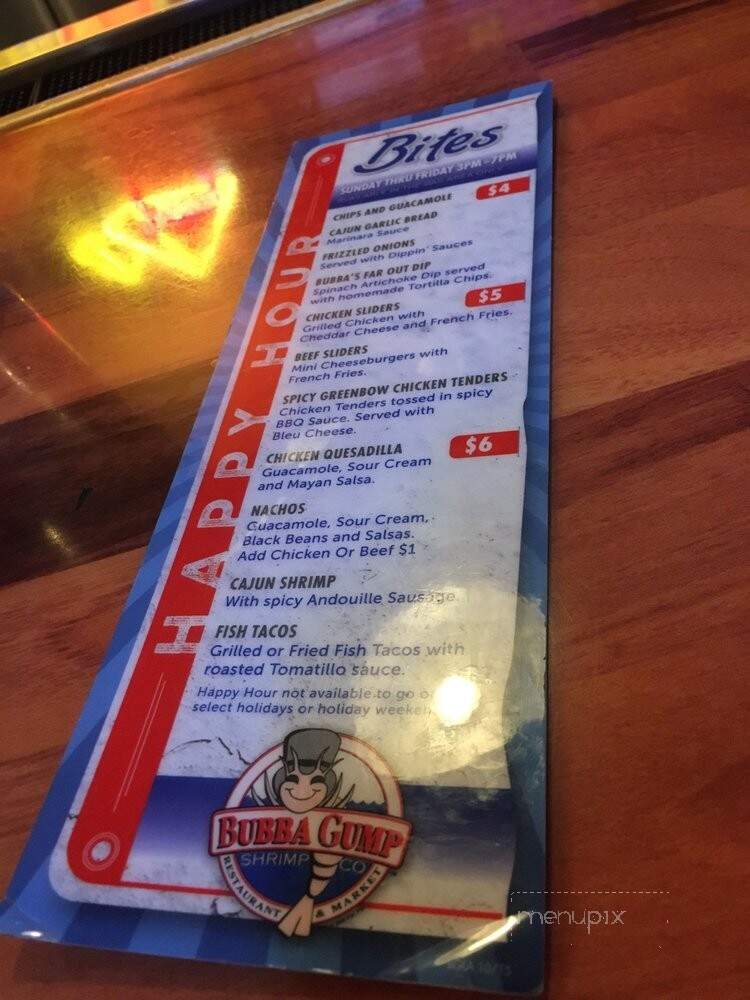 Bites
SUNDAY THRU FRIDAY 3PM-7PM
$4
CHIPS AND GUACAMOLE
CAJUN GARLIC BREAD
Marinara Sauce
FRIZZLED ONIONS
Served with Dippin' Sauces
BUBBA'S FAR OUT DIP
Spinach Artichoke Dip served
with homemade Tortilla Chips.
$5
CHICKEN SLIDERS
Grilled Chicken with
Cheddar Cheese and French Fries.
BEEF SLIDERS
Mini Cheeseburgers with
French Fries.
SPICY GREENBOW CHICKEN TENDERS
Chicken Tenders tossed in spicy
BBQ Sauce. Served with
Bleu Cheese.
$6
CHICKEN QUESADILLA
Guacamole, Sour Cream
and Mayan Salsa.
NACHOS
Guacamole, Sour Cream,
Black Beans and Salsas.
Add Chicken Or Beef $1
CAJUN SHRIMP
With spicy Andouille Sausage.
FISH TACOS
Grilled or Fried Fish Tacos with
roasted Tomatillo sauce.
Happy Hour not available to go
select holidays or holiday
HAPPY HOUR
BUBBA GUMP
SHRIMP CO
RESTAURANT & MARKET
menupix